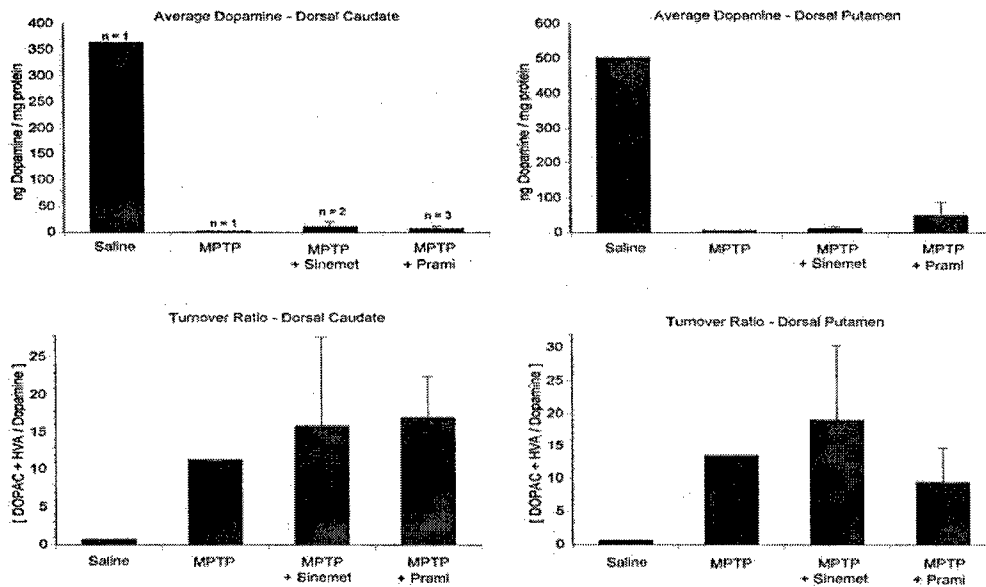 Average Dopamine - Dorsal Caudate
ng Dopamine / mg protein
400
350
300
250
200
150
100
50
0
n = 1
n = 1
n = 2
n = 3
Saline
MPTP
MPTP
+ Sinemet
MPTP
+ Prami
Average Dopamine - Dorsal Putamen
ng Dopamine / mg protein
600
500
400
300
200
100
0
Saline
MPTP
MPTP
+ Sinemet
MPTP
+ Prami
Turnover Ratio - Dorsal Caudate
[ DOPAC + HVA / Dopamine ]
25
20
15
10
5
0
Saline
MPTP
MPTP
+ Sinemet
MPTP
+ Prami
Turnover Ratio - Dorsal Putamen
[ DOPAC + HVA / Dopamine ]
30
25
20
15
10
5
0
Saline
MPTP
MPTP
+ Sinemet
MPTP
+ Prami